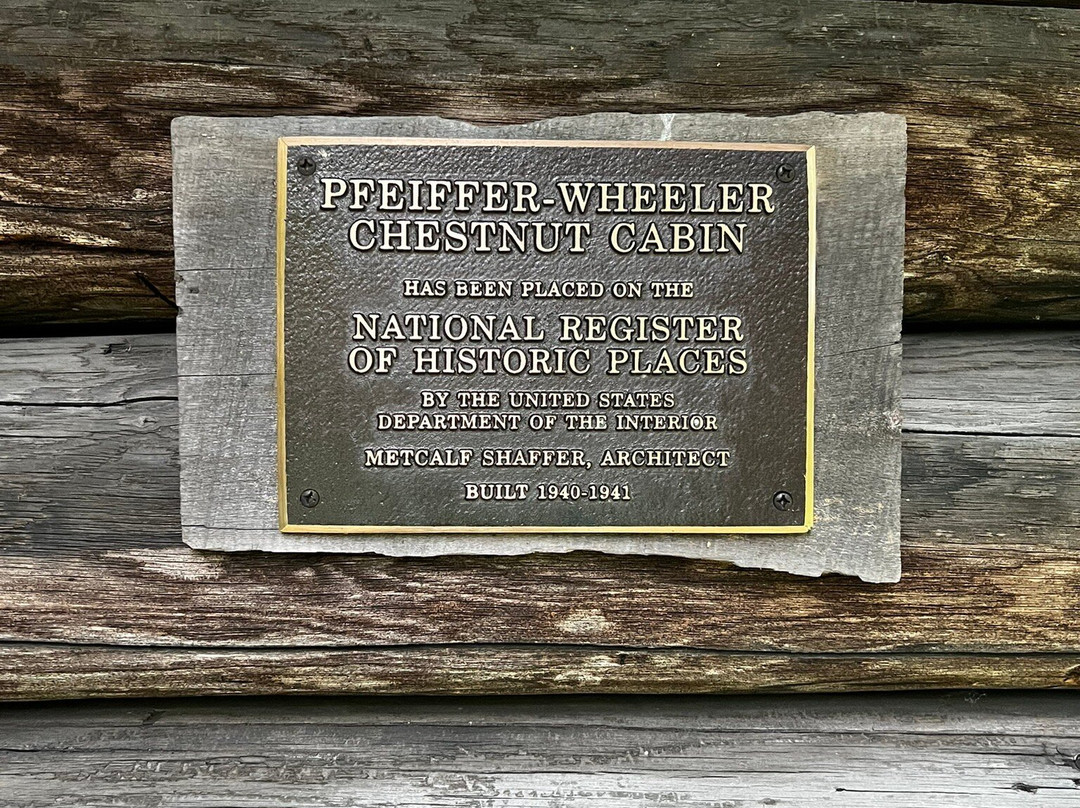 PFEIFFER-WHEELER
CHESTNUT CABIN
HAS BEEN PLACED ON THE
NATIONAL REGISTER
OF HISTORIC PLACES
BY THE UNITED STATES
DEPARTMENT OF THE INTERIOR
METCALF SHAFFER, ARCHITECT
BUILT 1940-1941